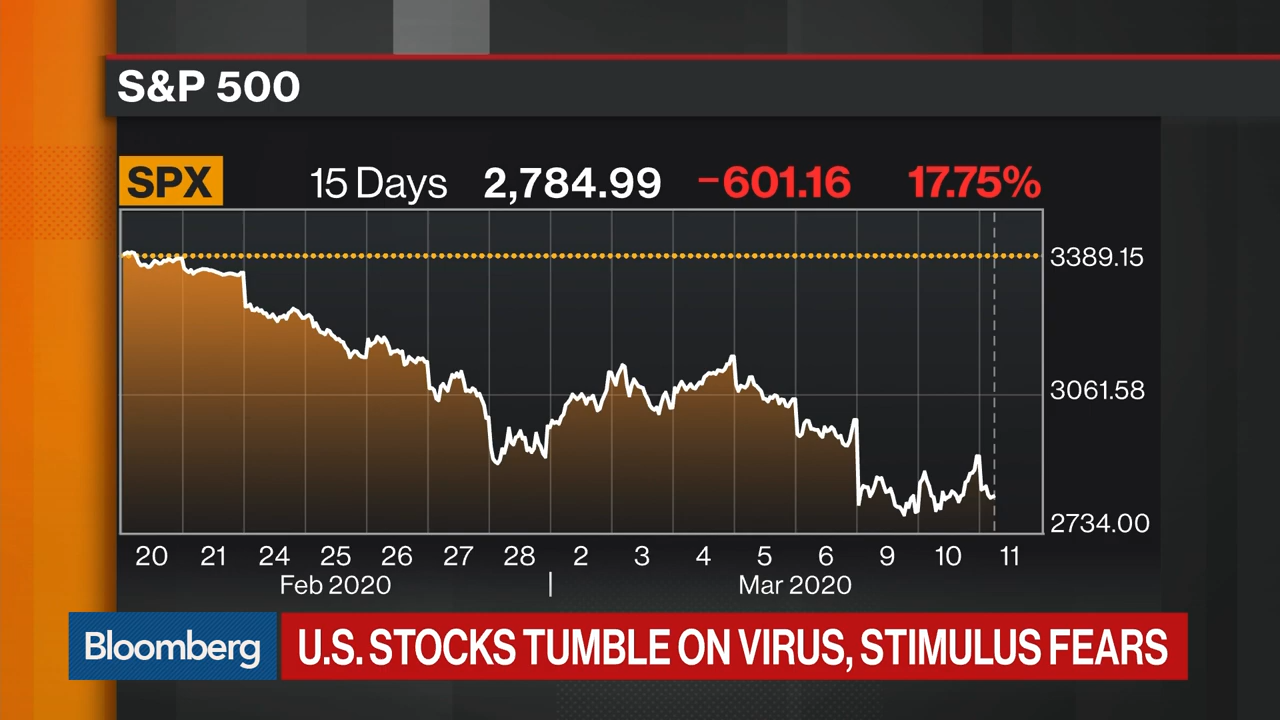 S&P 500
SPX 15 Days 2,784.99 −601.16 17.75%
3389.15
3061.58
2734.00
20 21 24 25 26 27 28 2 3 4 5 6 9 10 11
Feb 2020 Mar 2020
Bloomberg U.S. STOCKS TUMBLE ON VIRUS, STIMULUS FEARS